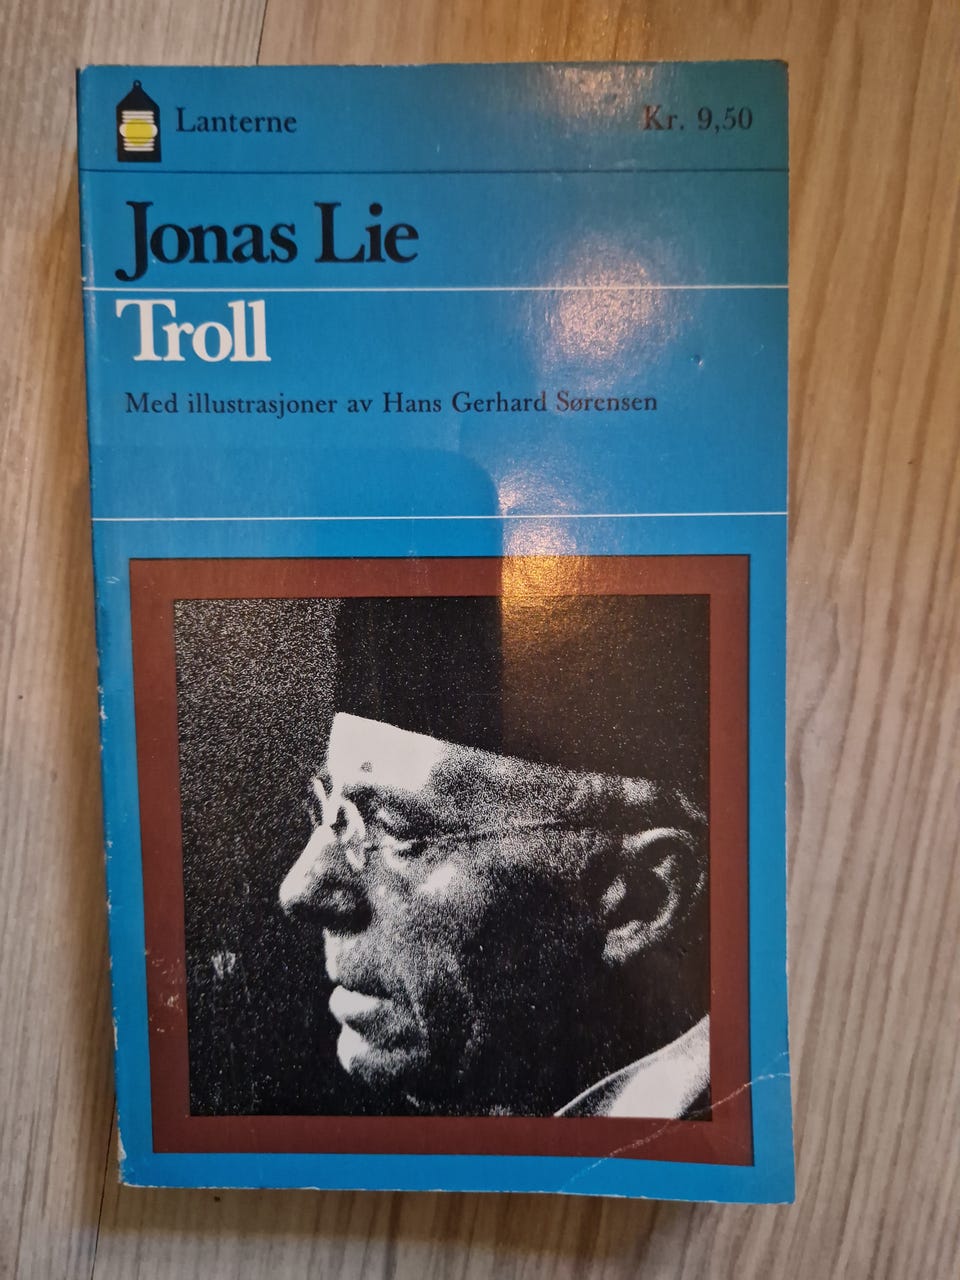 Lanterne
Kr. 9,50
Jonas Lie
Troll
Med illustrasjoner av Hans Gerhard Sørensen